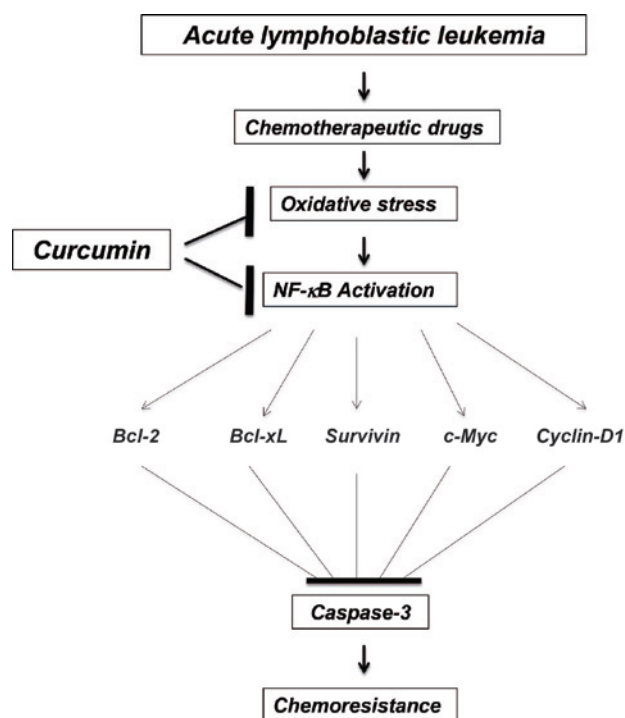 Acute lymphoblastic leukemia
Chemotherapeutic drugs
Oxidative stress
Curcumin
NF-κB Activation
Bcl-2 Bcl-xL Survivin c-Myc Cyclin-D1
Caspase-3
Chemoresistance